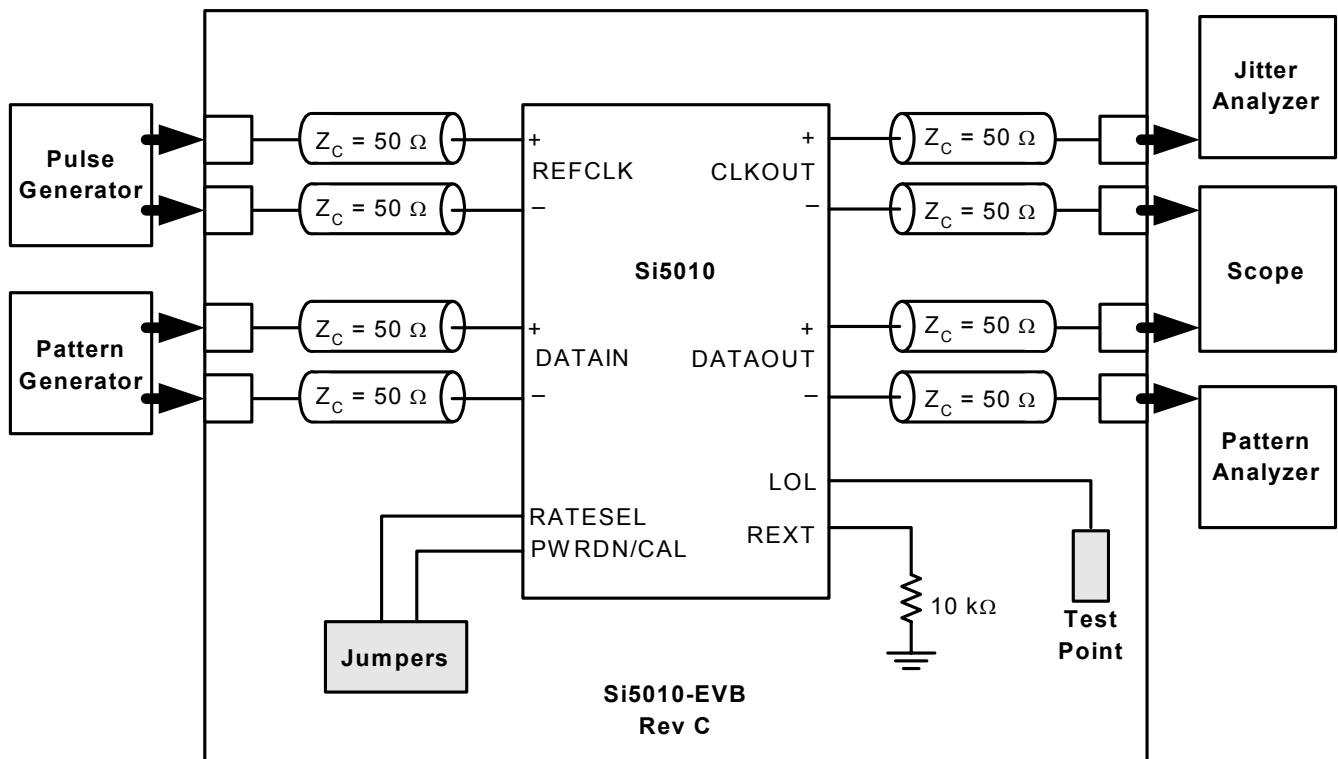 Pulse
Generator
Pattern
Generator
Z_C = 50 Ω
Z_C = 50 Ω
Z_C = 50 Ω
Z_C = 50 Ω
+
REFCLK
−
+
DATAIN
−
RATESEL
PWRDN/CAL
Si5010
+
CLKOUT
−
+
DATAOUT
−
LOL
REXT
Z_C = 50 Ω
Z_C = 50 Ω
Z_C = 50 Ω
Z_C = 50 Ω
Jitter
Analyzer
Scope
Pattern
Analyzer
Jumpers
10 kΩ
Test
Point
Si5010-EVB
Rev C